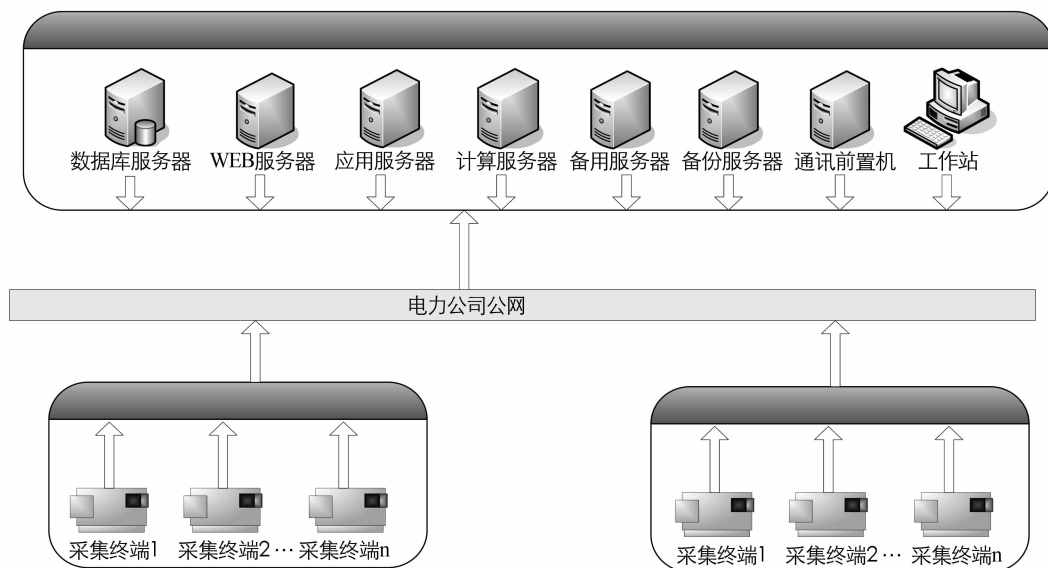 数据库服务器 WEB服务器 应用服务器 计算服务器 备用服务器 备份服务器 通讯前置机 工作站
电力公司公网
采集终端1 采集终端2 … 采集终端n 采集终端1 采集终端2 … 采集终端n